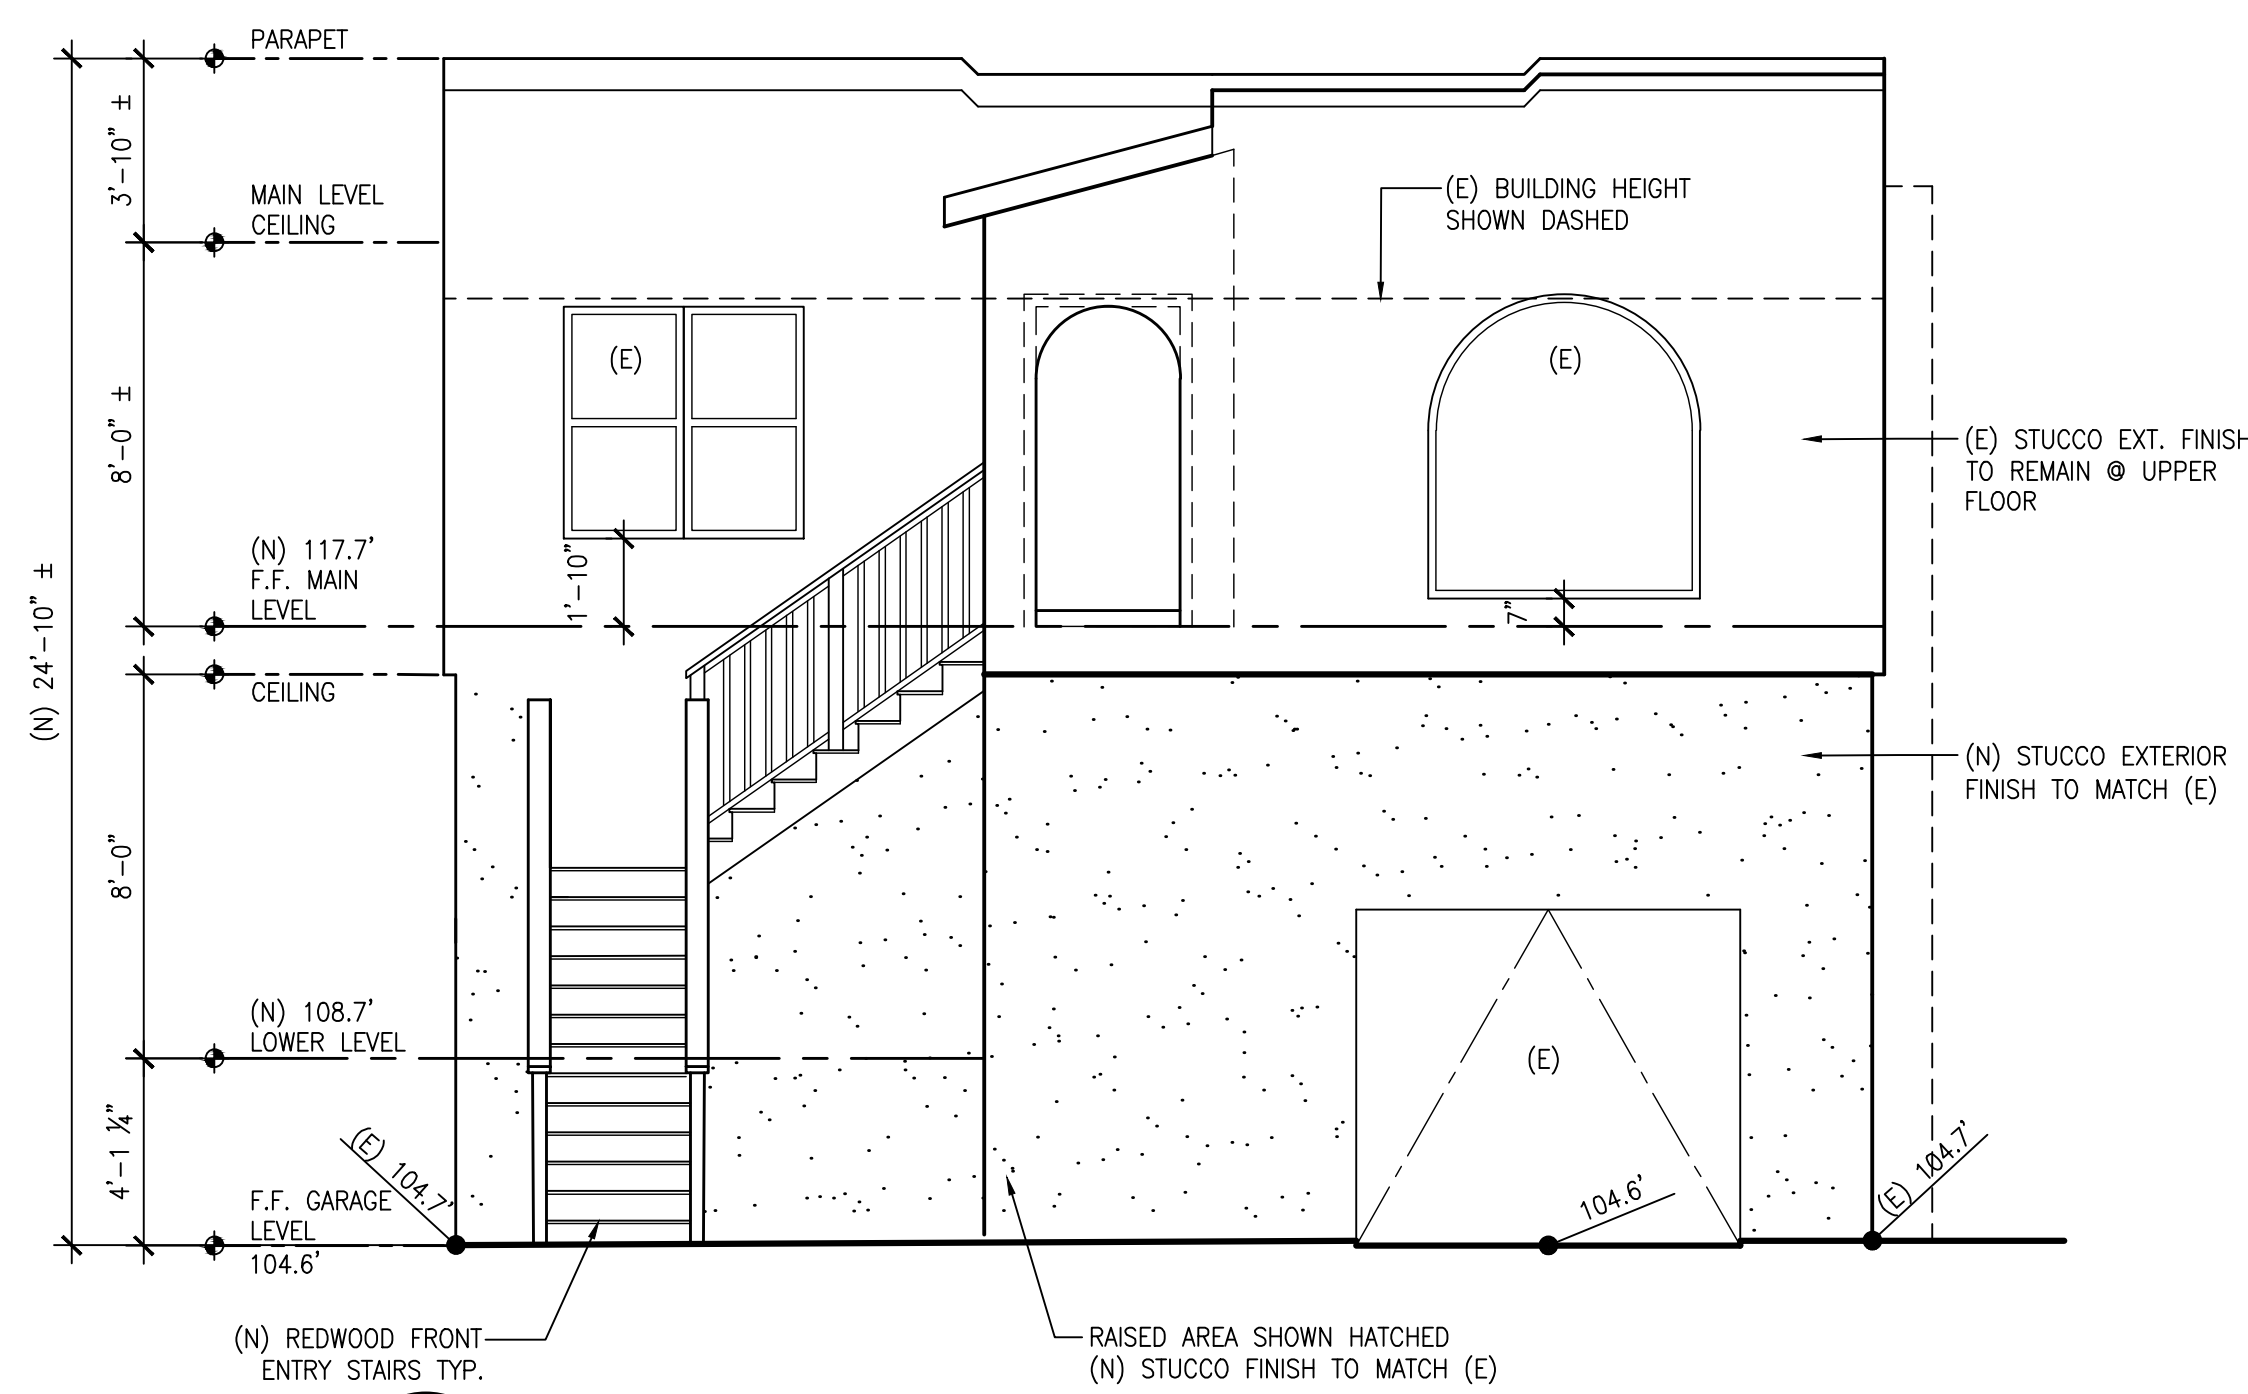 PARAPET
3'-10" ±
MAIN LEVEL
CEILING
(E) BUILDING HEIGHT
SHOWN DASHED
(E)
(E)
8'-0" ±
(E) STUCCO EXT. FINISH
TO REMAIN @ UPPER
FLOOR
(N) 117.7'
F.F. MAIN
LEVEL
1'-10"
7"
(N) 24'-10" ±
CEILING
(N) STUCCO EXTERIOR
FINISH TO MATCH (E)
8'-0"
(N) 108.7'
LOWER LEVEL
(E)
4'-1 ¼"
(E) 104.7'
F.F. GARAGE
LEVEL
104.6'
104.6'
(E) 104.7'
(N) REDWOOD FRONT
ENTRY STAIRS TYP.
RAISED AREA SHOWN HATCHED
(N) STUCCO FINISH TO MATCH (E)